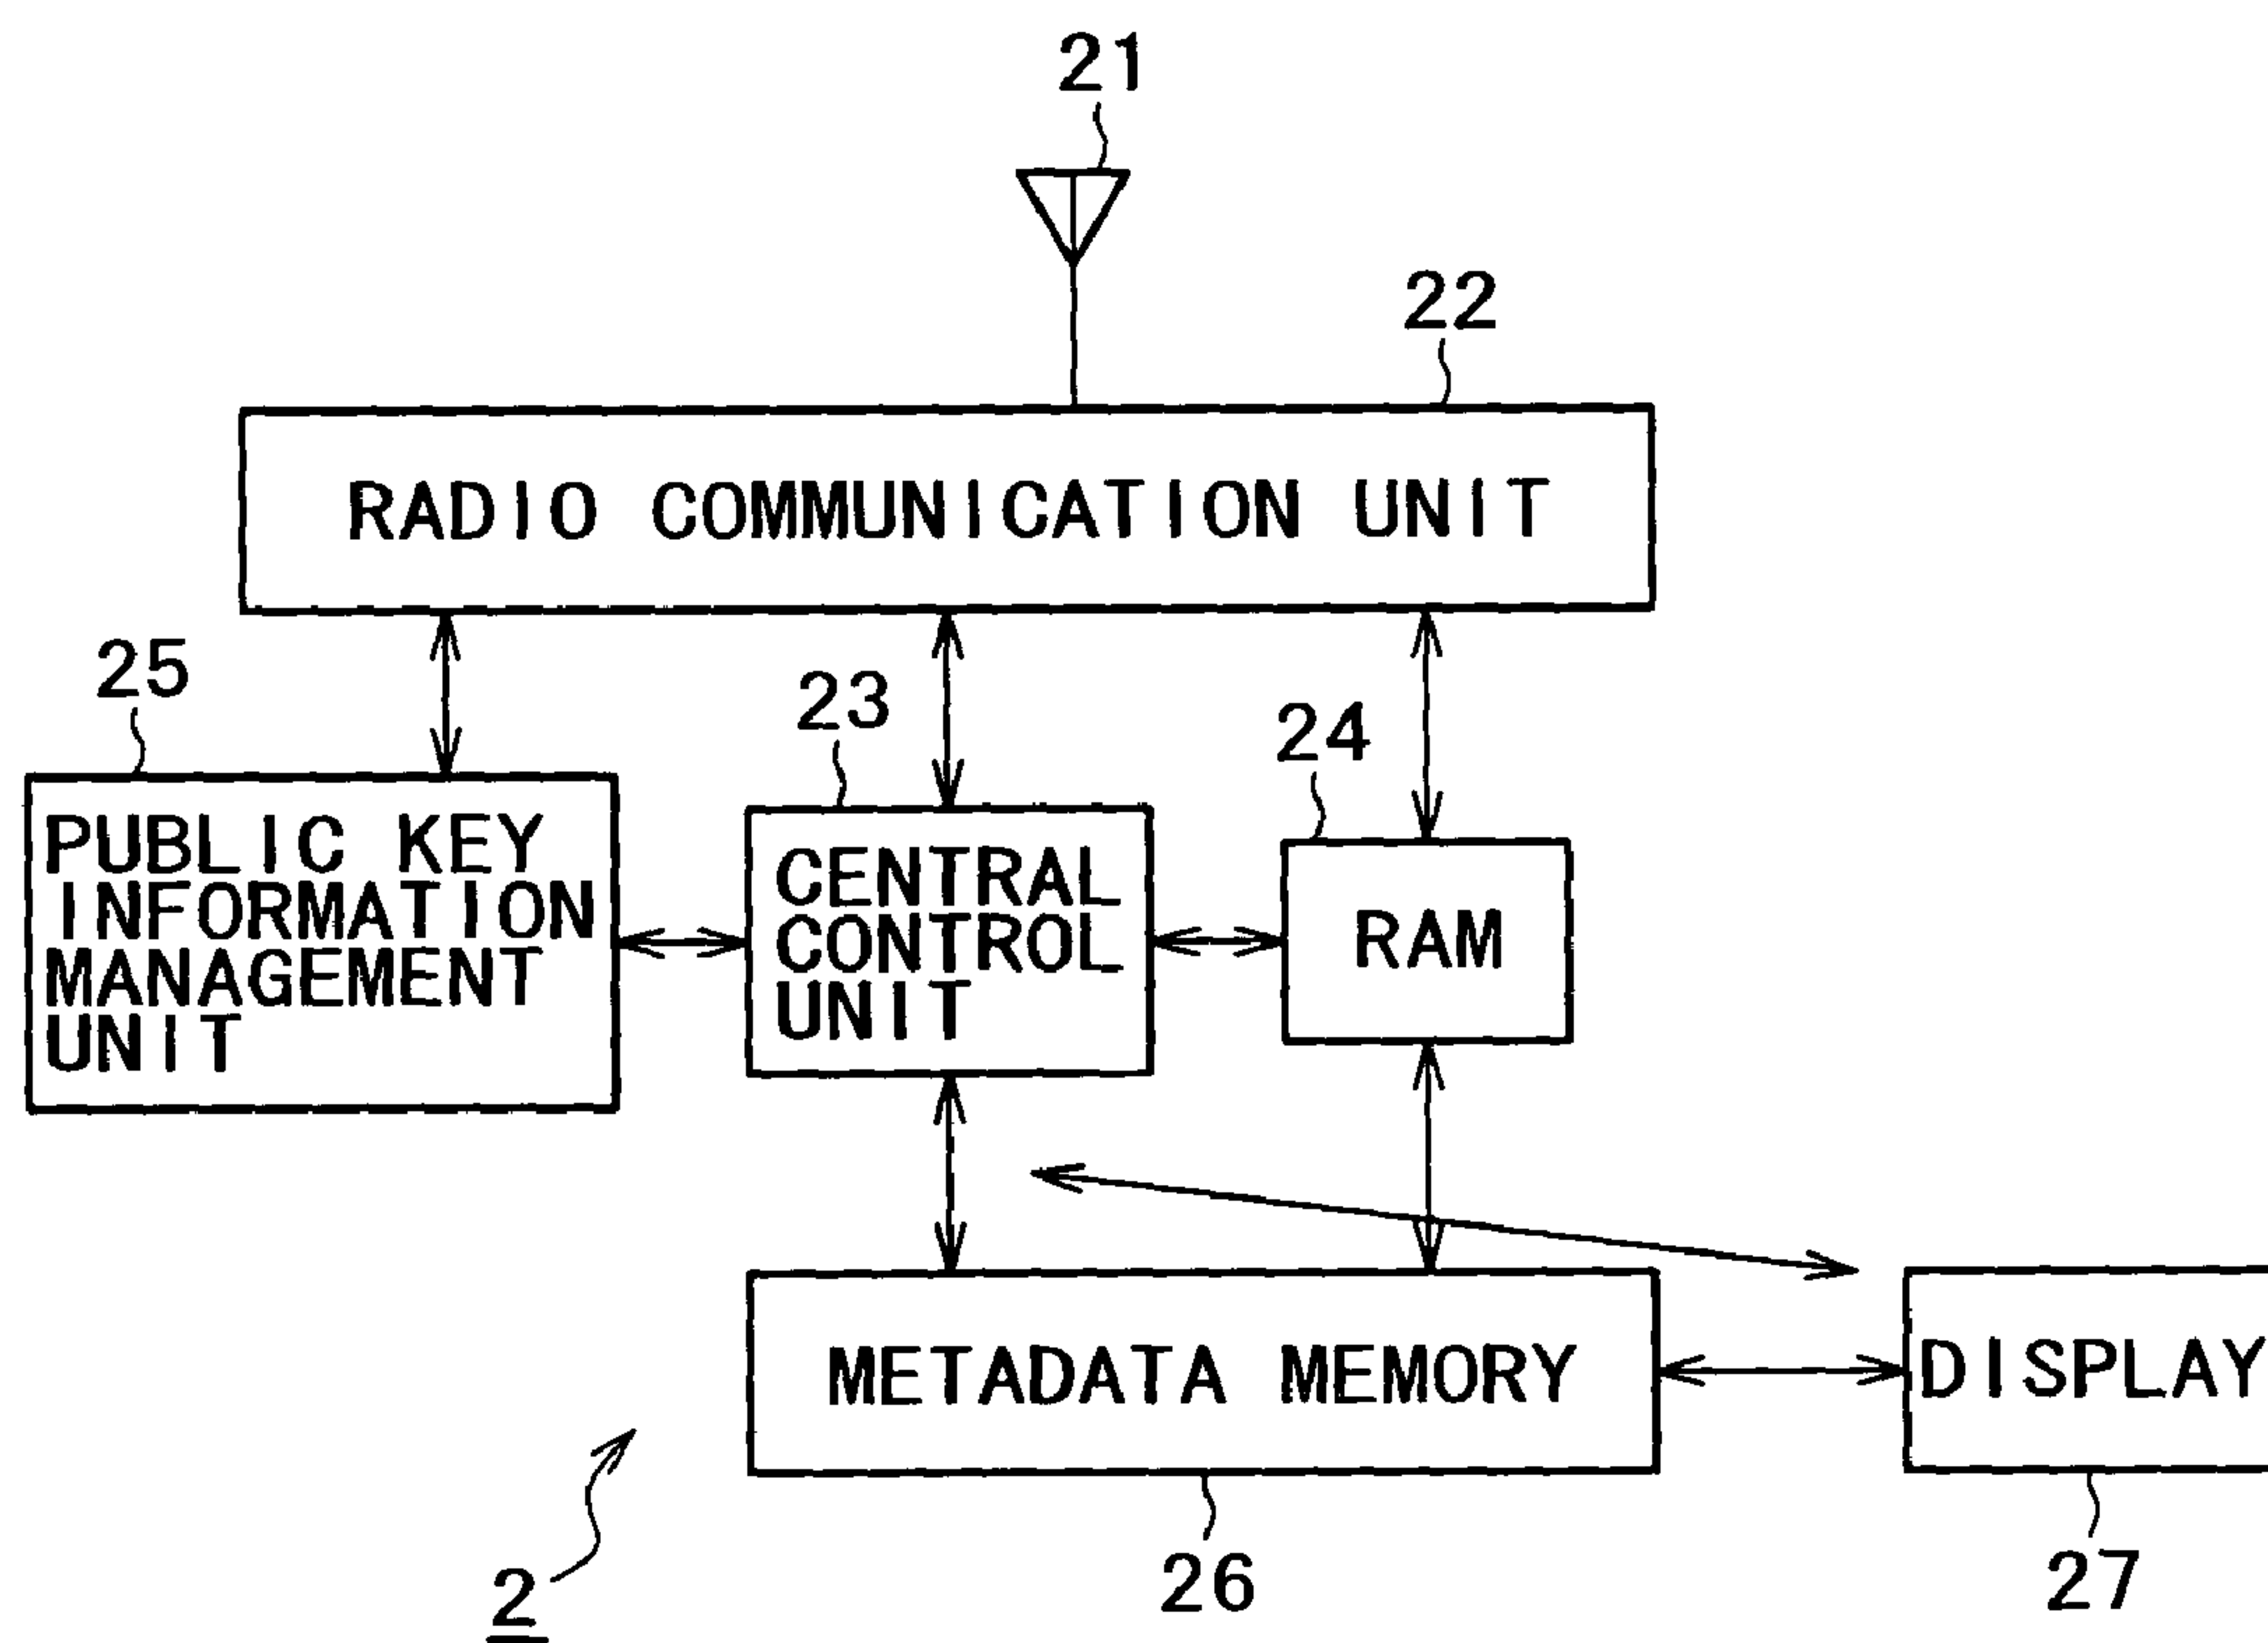 21
22
RADIO COMMUNICATION UNIT
25
23
24
PUBLIC KEY
INFORMATION
MANAGEMENT
UNIT
CENTRAL
CONTROL
UNIT
RAM
METADATA MEMORY
DISPLAY
2
26
27